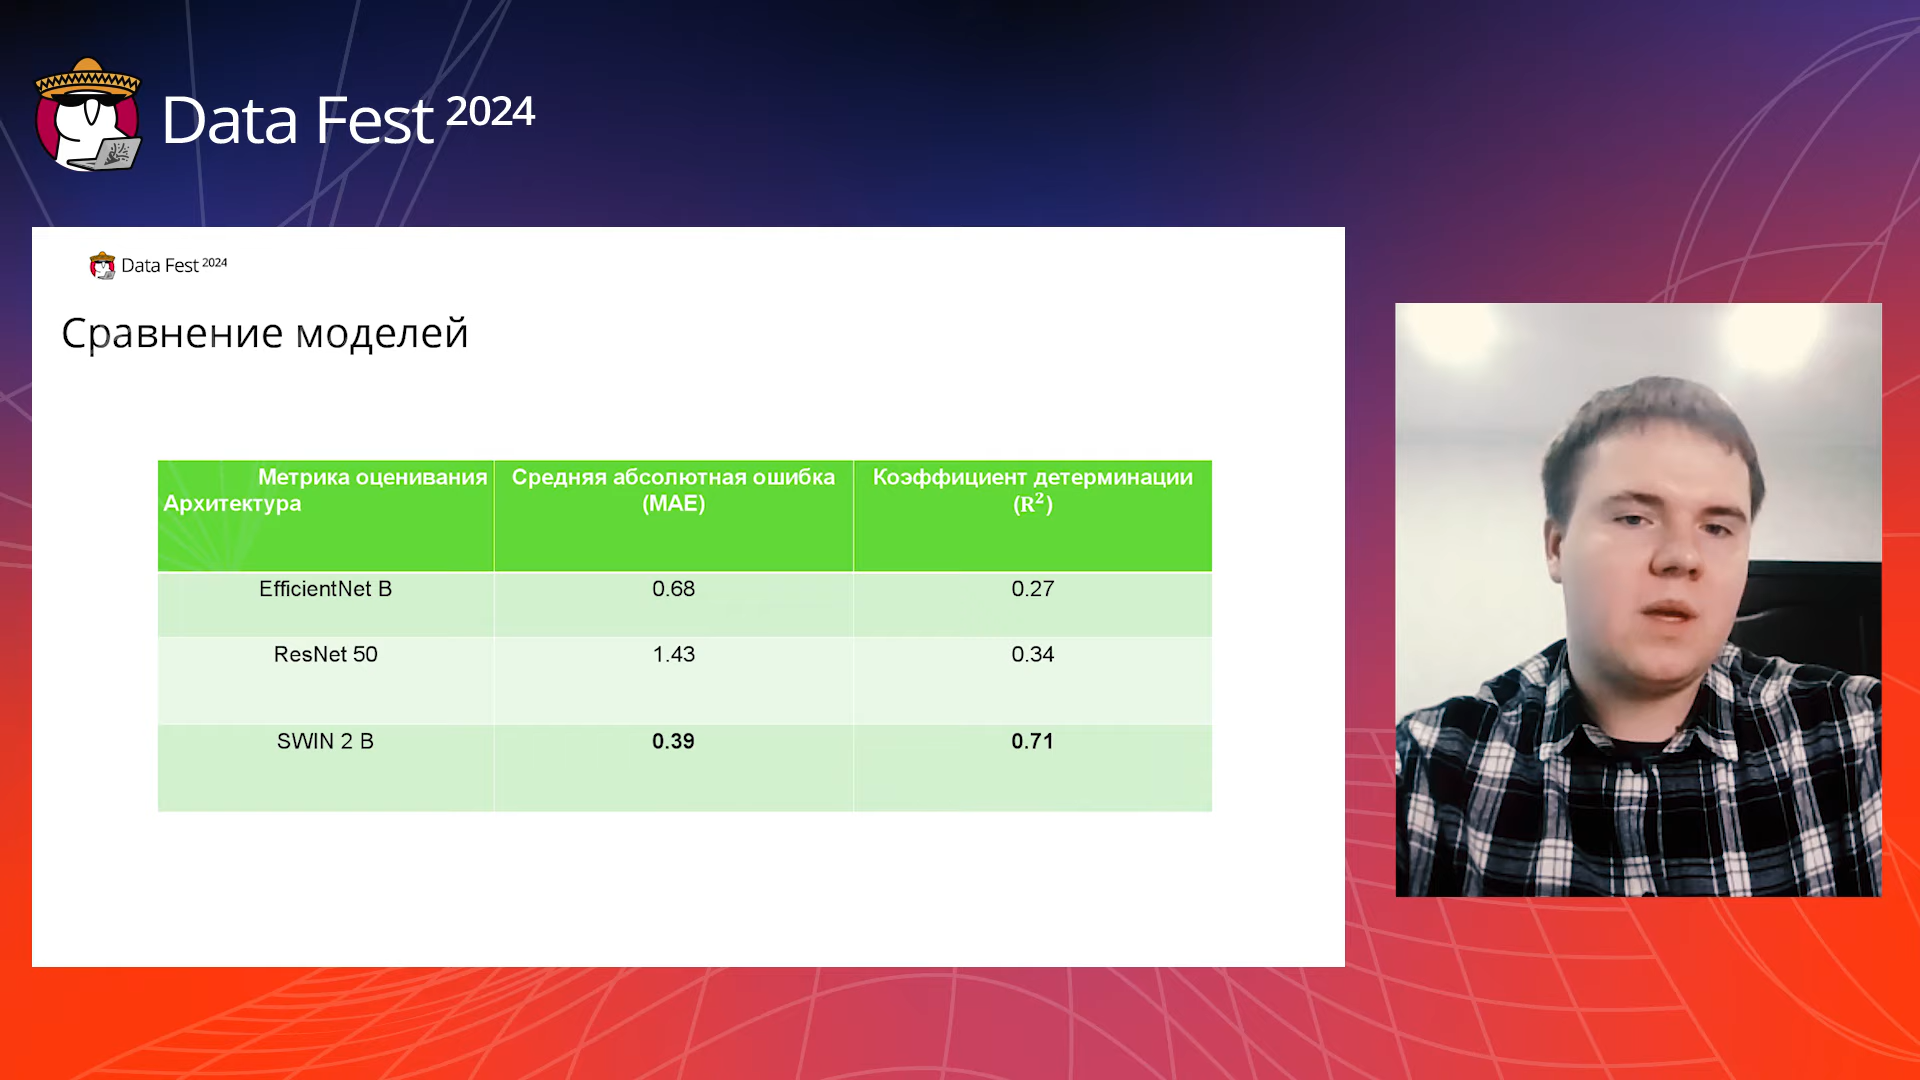 Data Fest 2024
Data Fest 2024
Сравнение моделей
Метрика оценивания
Архитектура
Средняя абсолютная ошибка
(MAE)
Коэффициент детерминации
(R²)
EfficientNet B
0.68
0.27
ResNet 50
1.43
0.34
SWIN 2 B
0.39
0.71